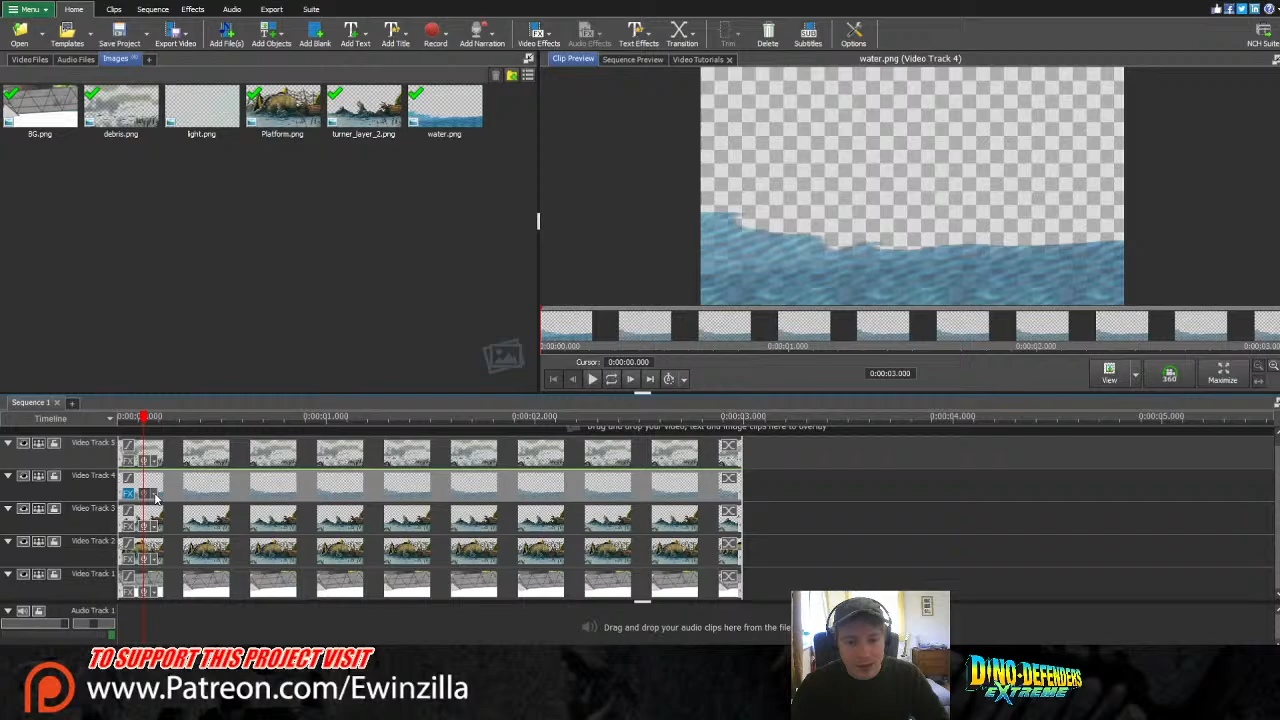 Menu Home Clips Sequence Effects Audio Export Suite
Open Templates Save Project Export Video Add File(s) Add Objects Add Blank Add Text Add Title Record Add Narration Video Effects Audio Effects Text Effects Transition Trim Delete Subtitles Options NCH Suite
Video Files Audio Files Images
Clip Preview Sequence Preview Video Tutorials water.png (Video Track 4)
BG.png debris.png light.png Platform.png turner_layer_2.png water.png
0:00:00.000 0:00:01.000 0:00:02.000 0:00:03.000
Cursor: 0:00:00.000
0:00:03.000
View 360 Maximize
Sequence 1
Timeline
0:00:01.000 0:00:02.000 0:00:03.000 0:00:04.000 0:00:05.000
Drag and drop your video, text and image clips here to overlay
Video Track 5
FX
Video Track 4
FX
Video Track 3
FX
Video Track 2
FX
Video Track 1
FX
Audio Track 1
Drag and drop your audio clips here from the file
TO SUPPORT THIS PROJECT VISIT
www.Patreon.com/Ewinzilla
DINO-DEFENDERS
EXTREME